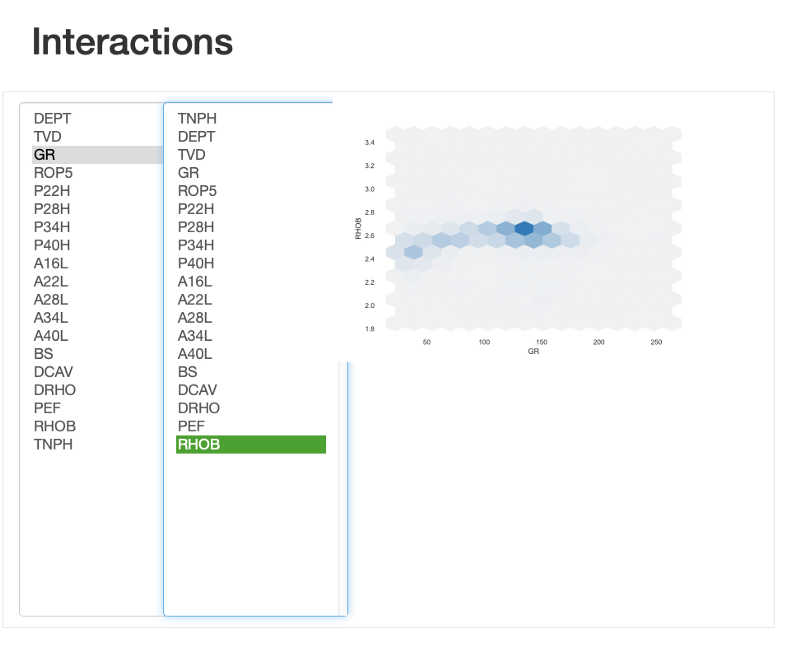 Interactions
DEPT
TVD
GR
ROP5
P22H
P28H
P34H
P40H
A16L
A22L
A28L
A34L
A40L
BS
DCAV
DRHO
PEF
RHOB
TNPH
TNPH
DEPT
TVD
GR
ROP5
P22H
P28H
P34H
P40H
A16L
A22L
A28L
A34L
A40L
BS
DCAV
DRHO
PEF
RHOB
3.4
3.2
3.0
2.8
2.6
2.4
2.2
2.0
1.8
RHOB
50 100 150 200 250
GR